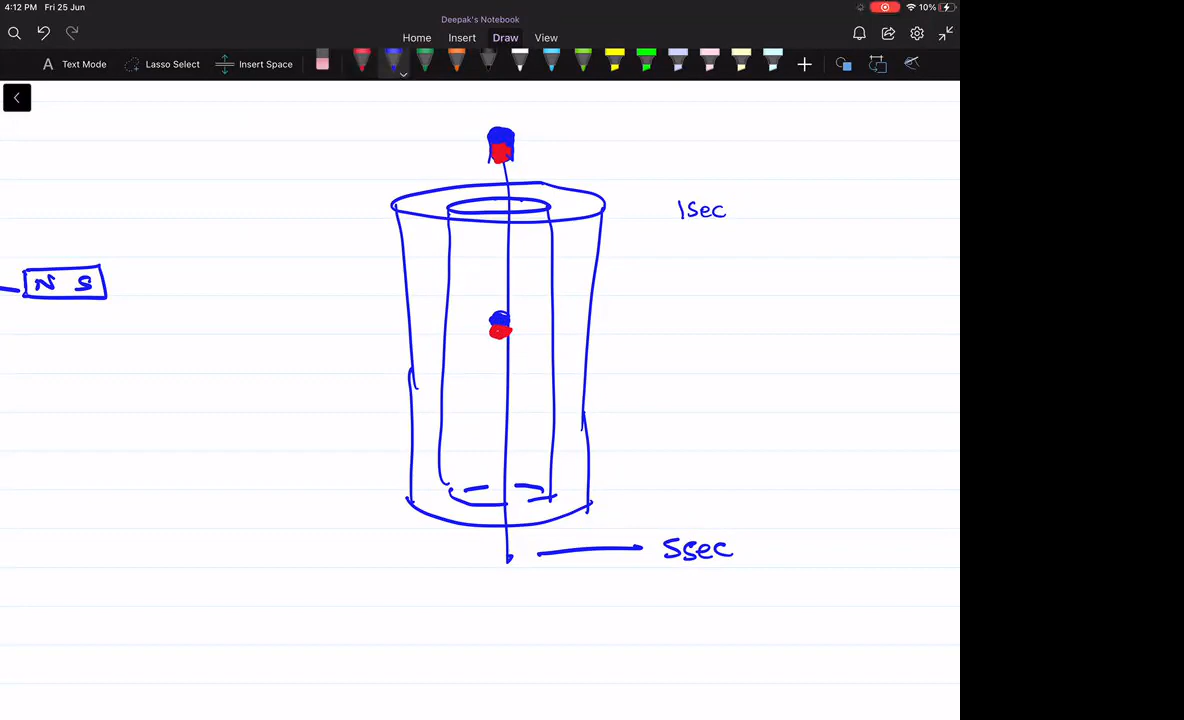 4:12 PM Fri 25 Jun
10%
Deepak's Notebook
Home Insert Draw View
Text Mode Lasso Select Insert Space
1sec
N S
5sec